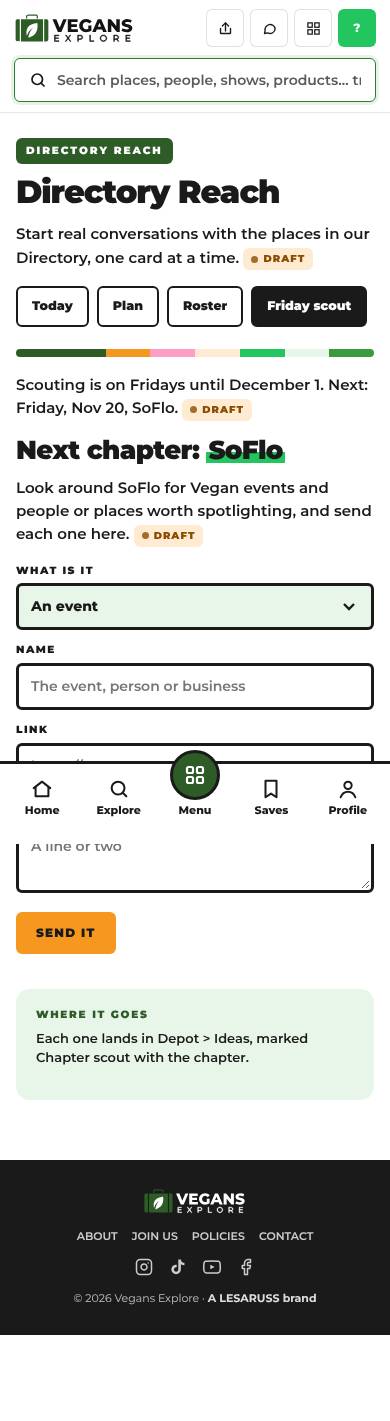 VEGANS
EXPLORE
?
Search places, people, shows, products...
DIRECTORY REACH
Directory Reach
Start real conversations with the places in our
Directory, one card at a time. DRAFT
Today
Plan
Roster
Friday scout
Scouting is on Fridays until December 1. Next:
Friday, Nov 20, SoFlo. DRAFT
Next chapter: SoFlo
Look around SoFlo for Vegan events and
people or places worth spotlighting, and send
each one here. DRAFT
WHAT IS IT
An event
NAME
The event, person or business
LINK
Home
Explore
Menu
Saves
Profile
A line or two
SEND IT
WHERE IT GOES
Each one lands in Depot > Ideas, marked
Chapter scout with the chapter.
VEGANS
EXPLORE
ABOUT
JOIN US
POLICIES
CONTACT
© 2026 Vegans Explore · A LESARUSS brand